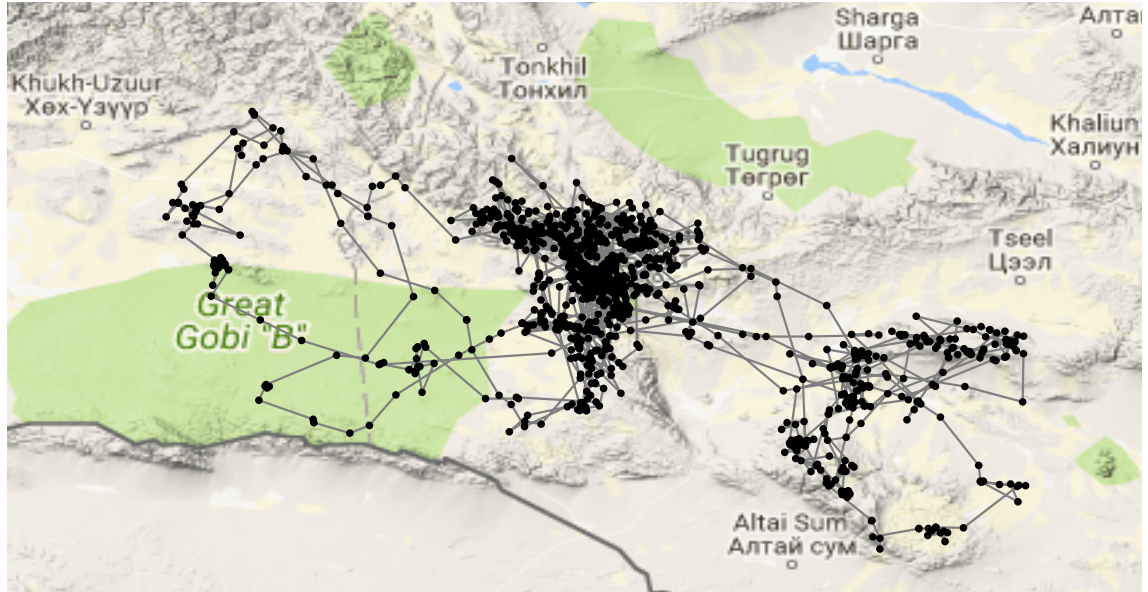 Sharga
Шарга
Алтай
Tonkhil
Тонхил
Khukh-Uzuur
Хөх-Үзүүр
Khaliun
Халиун
Tugrug
Төгрөг
Tseel
Цээл
Great
Gobi "B"
Altai Sum
Алтай сум